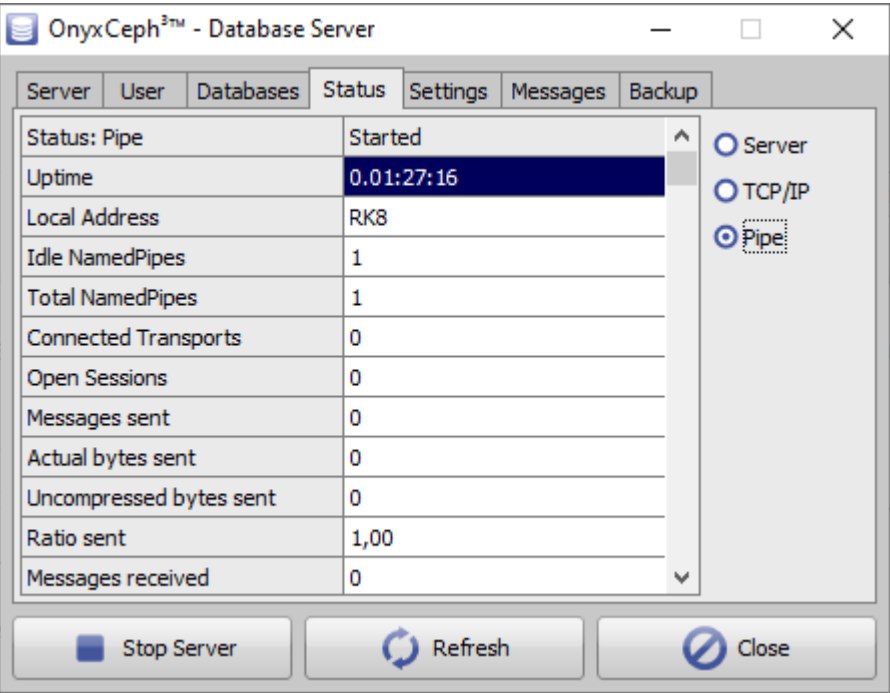 OnyxCeph³™ - Database Server
Server User Databases Status Settings Messages Backup
Status: Pipe Started
Uptime 0.01:27:16
Local Address RK8
Idle NamedPipes 1
Total NamedPipes 1
Connected Transports 0
Open Sessions 0
Messages sent 0
Actual bytes sent 0
Uncompressed bytes sent 0
Ratio sent 1,00
Messages received 0
Server
TCP/IP
Pipe
Stop Server Refresh Close